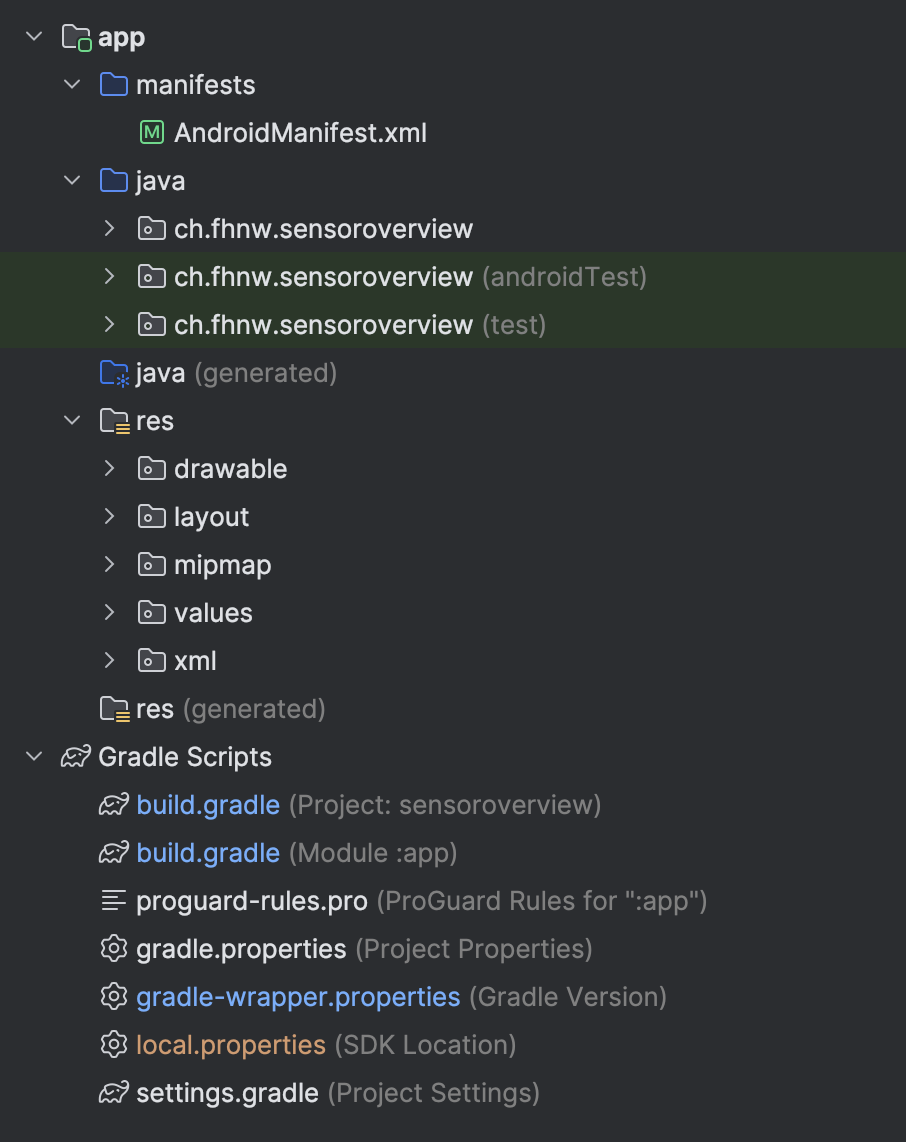 app
manifests
M AndroidManifest.xml
java
ch.fhnw.sensoroverview
ch.fhnw.sensoroverview (androidTest)
ch.fhnw.sensoroverview (test)
java (generated)
res
drawable
layout
mipmap
values
xml
res (generated)
Gradle Scripts
build.gradle (Project: sensoroverview)
build.gradle (Module :app)
proguard-rules.pro (ProGuard Rules for ":app")
gradle.properties (Project Properties)
gradle-wrapper.properties (Gradle Version)
local.properties (SDK Location)
settings.gradle (Project Settings)